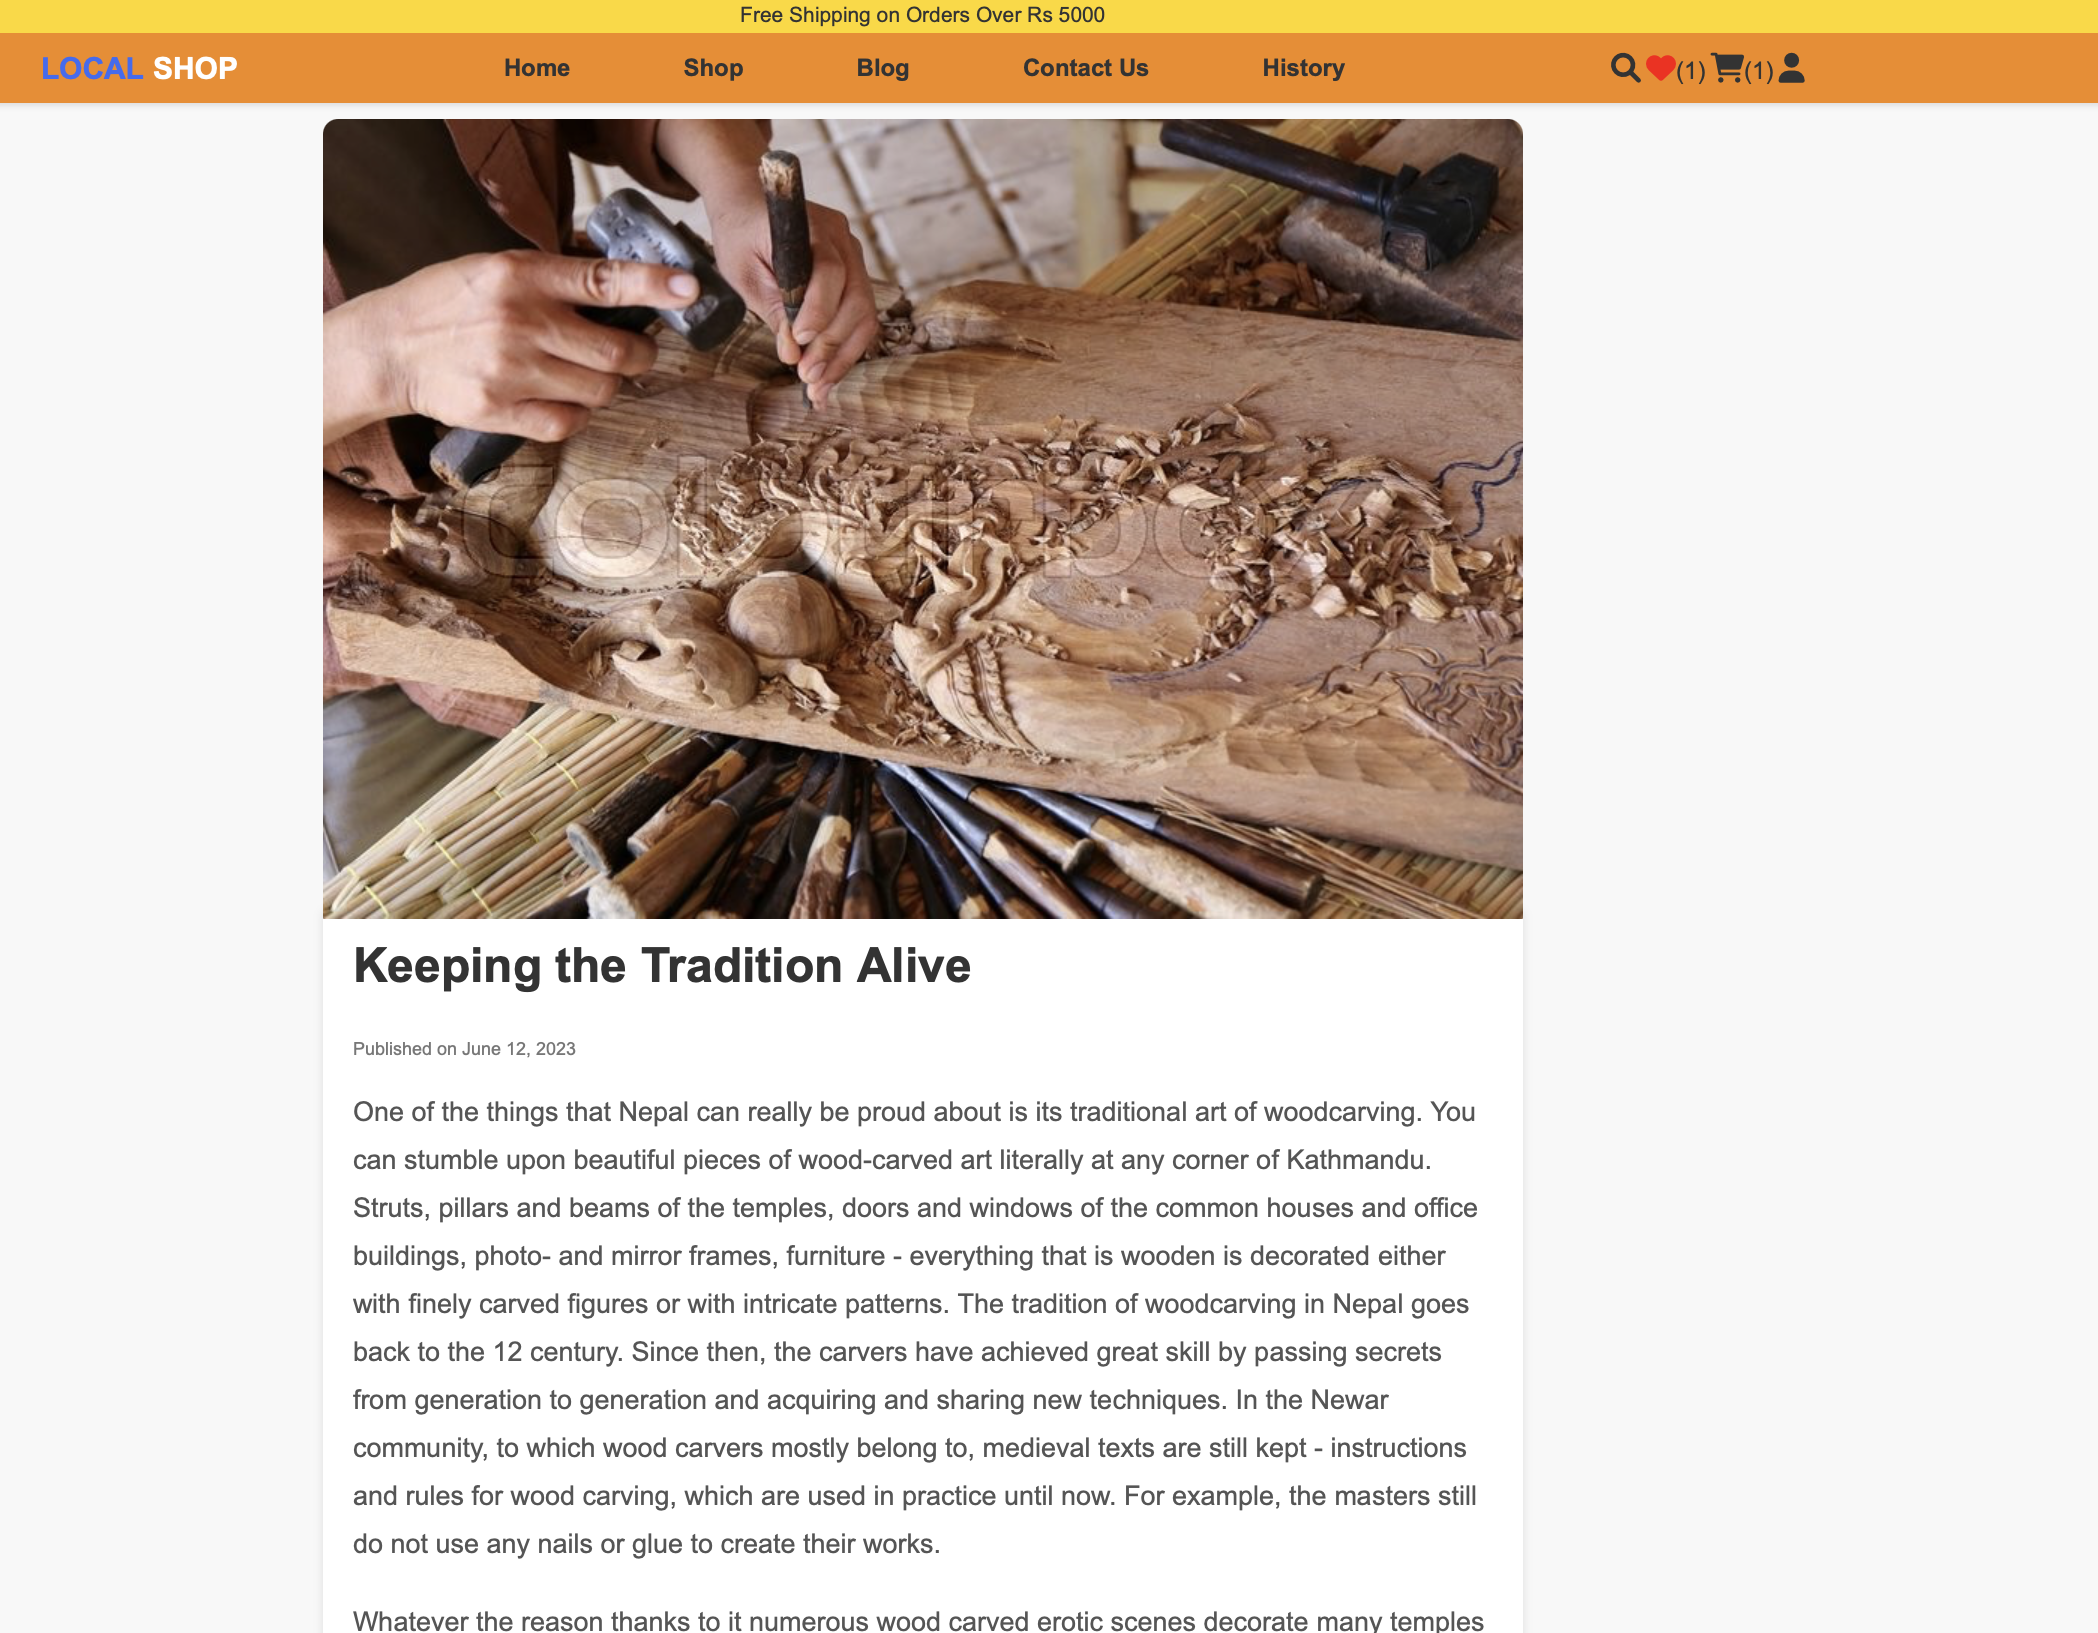 Free Shipping on Orders Over Rs 5000
LOCAL SHOP
Home
Shop
Blog
Contact Us
History
(1)
(1)
colourbox
Keeping the Tradition Alive
Published on June 12, 2023
One of the things that Nepal can really be proud about is its traditional art of woodcarving. You
can stumble upon beautiful pieces of wood-carved art literally at any corner of Kathmandu.
Struts, pillars and beams of the temples, doors and windows of the common houses and office
buildings, photo- and mirror frames, furniture - everything that is wooden is decorated either
with finely carved figures or with intricate patterns. The tradition of woodcarving in Nepal goes
back to the 12 century. Since then, the carvers have achieved great skill by passing secrets
from generation to generation and acquiring and sharing new techniques. In the Newar
community, to which wood carvers mostly belong to, medieval texts are still kept - instructions
and rules for wood carving, which are used in practice until now. For example, the masters still
do not use any nails or glue to create their works.
Whatever the reason thanks to it numerous wood carved erotic scenes decorate many temples